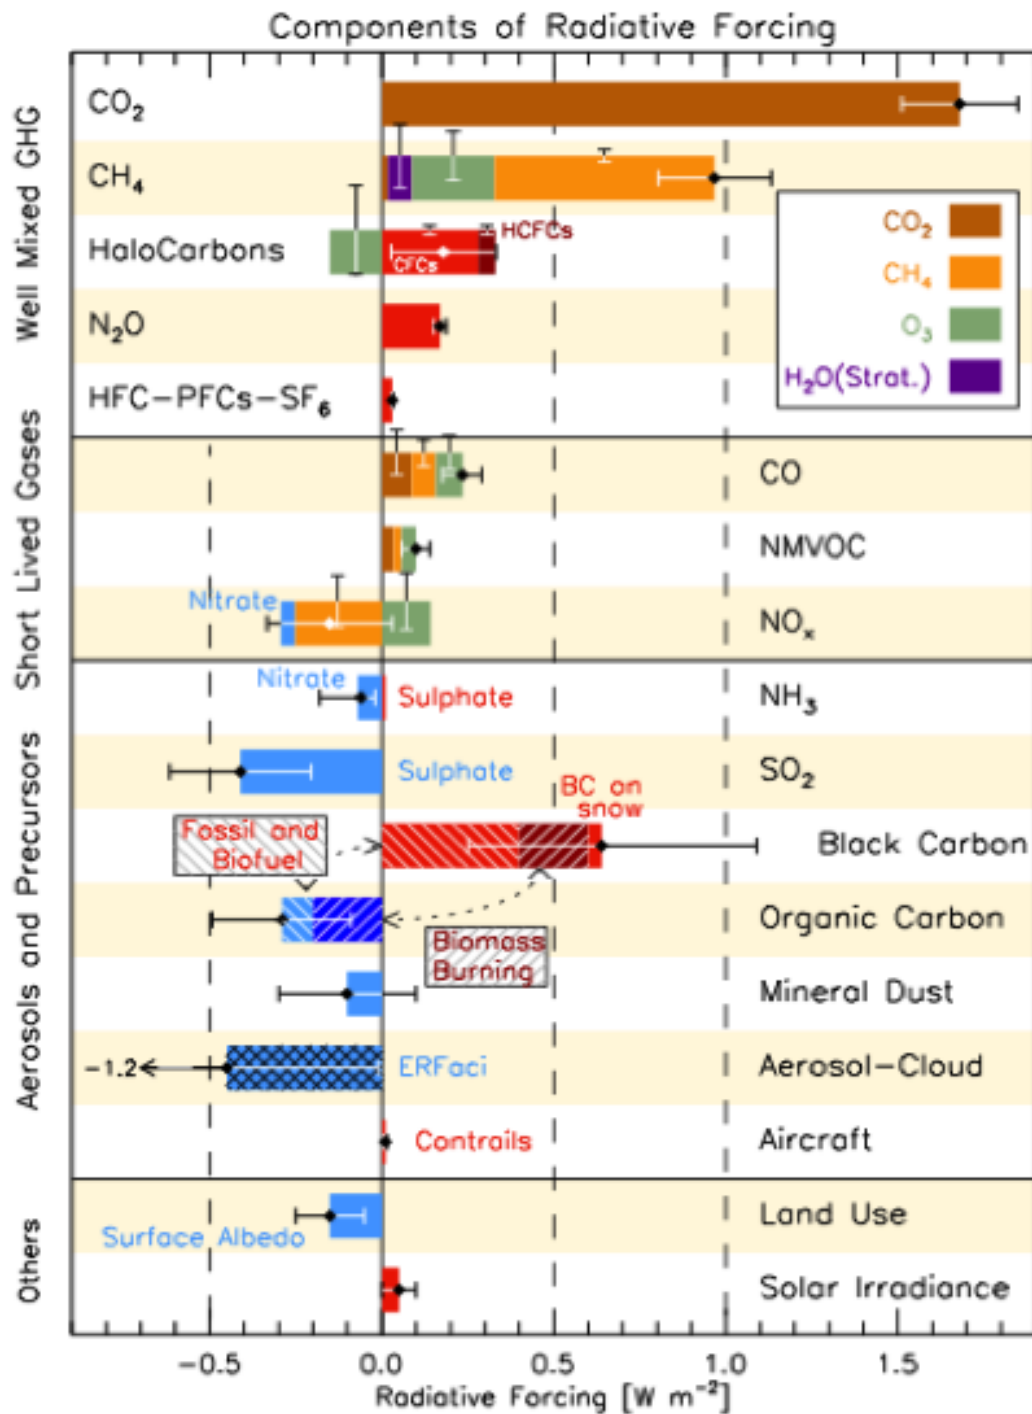 Components of Radiative Forcing
Well Mixed GHG
CO₂
CH₄
HaloCarbons
CFCs
HCFCs
N₂O
HFC-PFCs-SF₆
CO₂
CH₄
O₃
H₂O(Strat.)
Short Lived Gases
CO
NMVOC
Nitrate
NOₓ
Aerosols and Precursors
Nitrate
Sulphate
NH₃
Sulphate
SO₂
BC on
snow
Fossil and
Biofuel
Black Carbon
Organic Carbon
Biomass
Burning
Mineral Dust
-1.2
ERFaci
Aerosol-Cloud
Contrails
Aircraft
Others
Land Use
Surface Albedo
Solar Irradiance
-0.5 0.0 0.5 1.0 1.5
Radiative Forcing [W m⁻²]